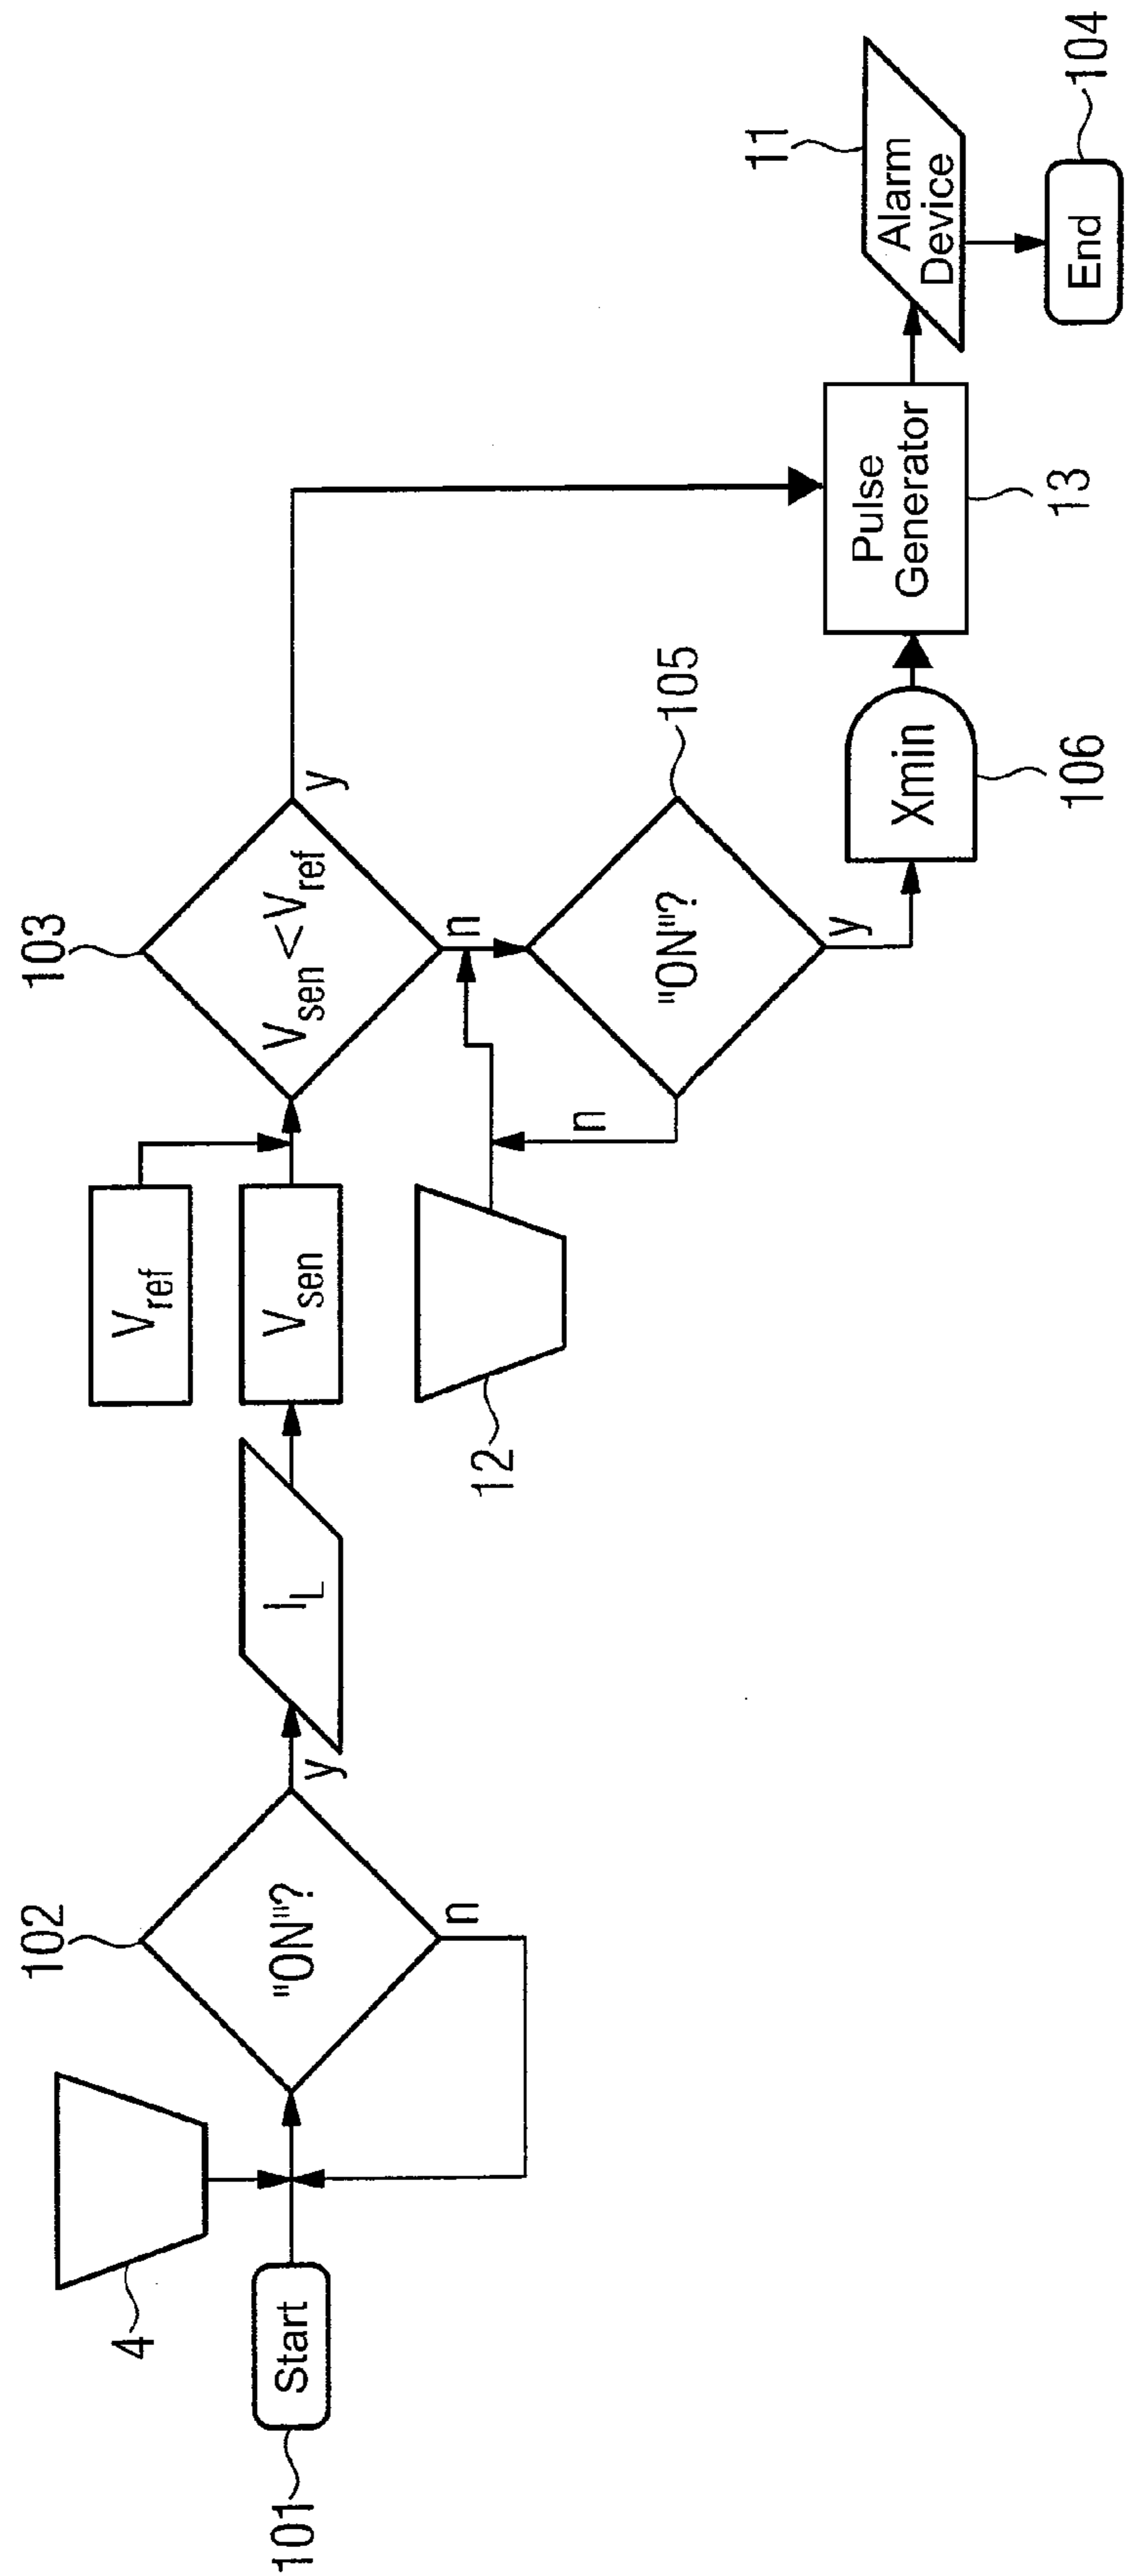 101
Start
4
102
"ON"?
y
n
I_L
V_ref
V_sen
12
103
V_sen < V_ref
y
n
105
"ON"?
n
y
Xmin
106
Pulse
Generator
13
11
Alarm
Device
End
104